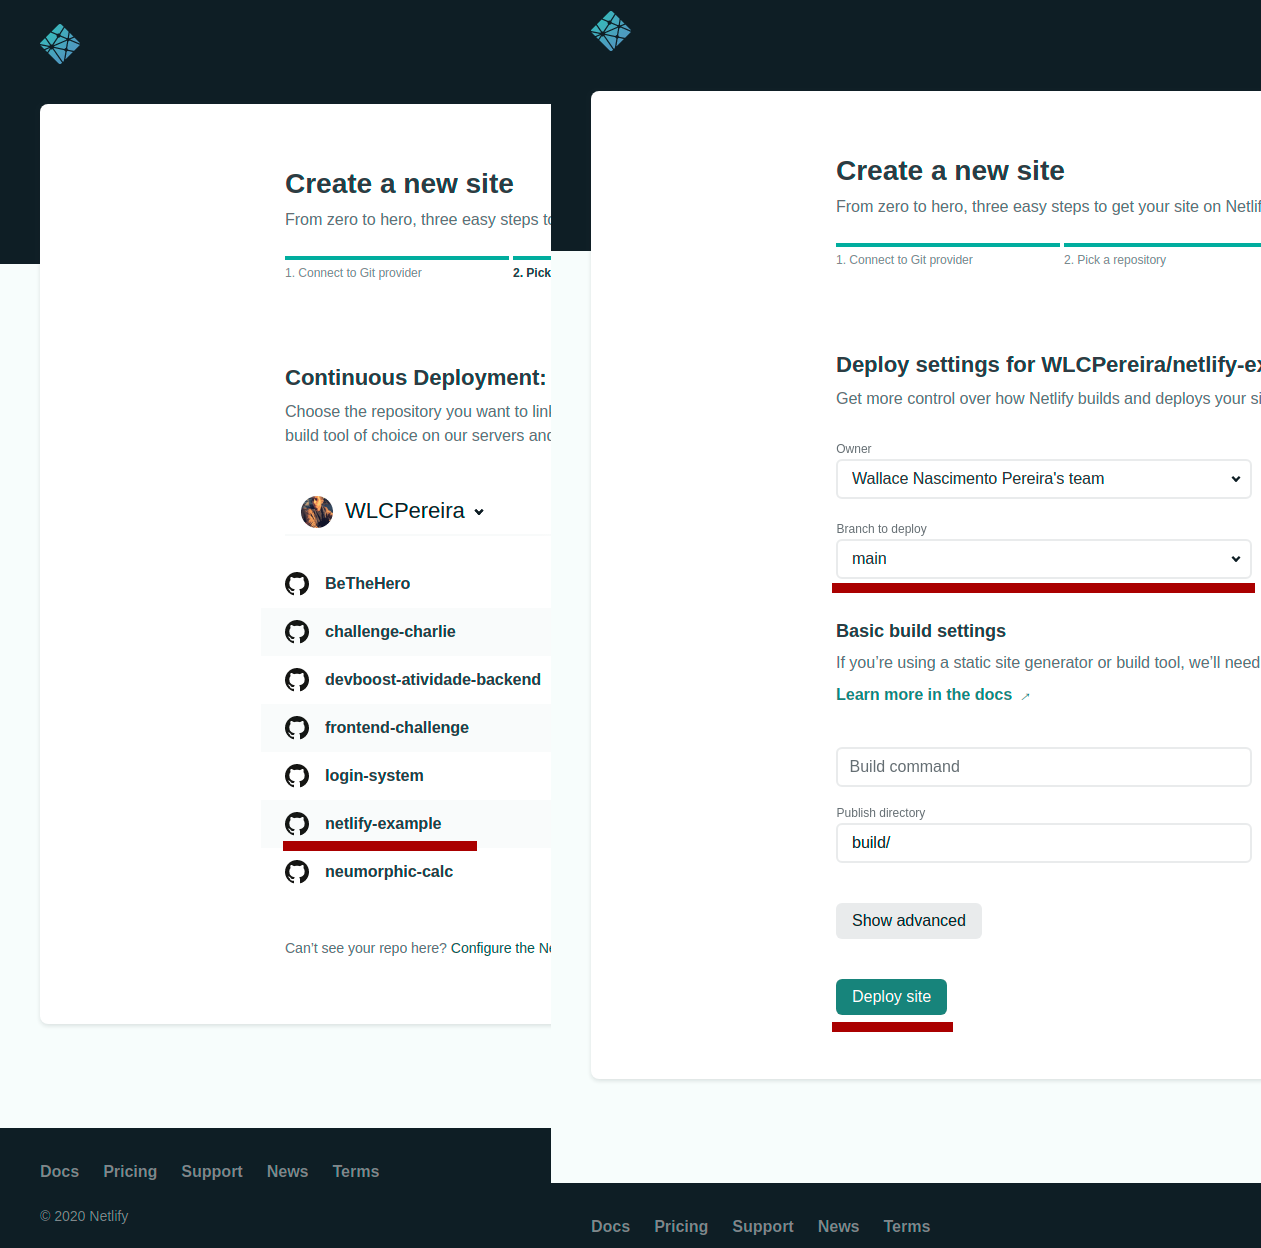 Create a new site
From zero to hero, three easy steps
1. Connect to Git provider
2. Pick
Continuous Deployment:
Choose the repository you want to
build tool of choice on our servers
WLCPereira
BeTheHero
challenge-charlie
devboost-atividade-backend
frontend-challenge
login-system
netlify-example
neumorphic-calc
Can't see your repo here? Configure the
Docs Pricing Support News Terms
© 2020 Netlify
Create a new site
From zero to hero, three easy steps to get your site on
1. Connect to Git provider
2. Pick a repository
Deploy settings for WLCPereira/netlify-ex
Get more control over how Netlify builds and deploys your
Owner
Wallace Nascimento Pereira's team
Branch to deploy
main
Basic build settings
If you're using a static site generator or build tool, we'll need
Learn more in the docs ↗
Build command
Publish directory
build/
Show advanced
Deploy site
Docs Pricing Support News Terms